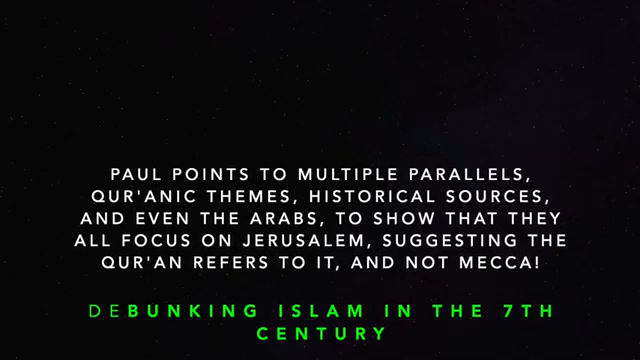 PAUL POINTS TO MULTIPLE PARALLELS,
QUR'ANIC THEMES, HISTORICAL SOURCES,
AND EVEN THE ARABS, TO SHOW THAT THEY
ALL FOCUS ON JERUSALEM, SUGGESTING THE
QUR'AN REFERS TO IT, AND NOT MECCA!
DEBUNKING ISLAM IN THE 7TH
CENTURY